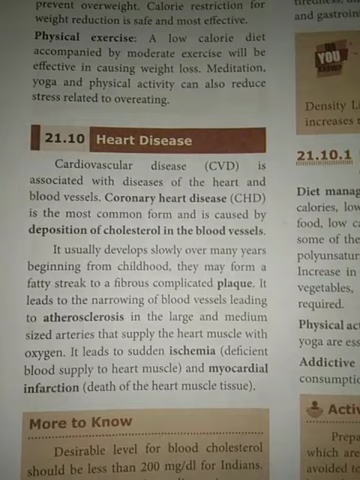 prevent overweight. Calorie restriction for
weight reduction is safe and most effective.
Physical exercise: A low calorie diet
accompanied by moderate exercise will be
effective in causing weight loss. Meditation,
yoga and physical activity can also reduce
stress related to overeating.
21.10 Heart Disease
Cardiovascular disease (CVD) is
associated with diseases of the heart and
blood vessels. Coronary heart disease (CHD)
is the most common form and is caused by
deposition of cholesterol in the blood vessels.
It usually develops slowly over many years
beginning from childhood, they may form a
fatty streak to a fibrous complicated plaque. It
leads to the narrowing of blood vessels leading
to atherosclerosis in the large and medium
sized arteries that supply the heart muscle with
oxygen. It leads to sudden ischemia (deficient
blood supply to heart muscle) and myocardial
infarction (death of the heart muscle tissue).
More to Know
Desirable level for blood cholesterol
should be less than 200 mg/dl for Indians.
and gastroin
YOU
Density L
increases
21.10.1
Diet manag
calories, low
food, low c
some of the
polyunsatur
Increase in
vegetables,
required.
Physical act
yoga are ess
Addictive
consumptio
Activ
Prepa
which are
avoided to